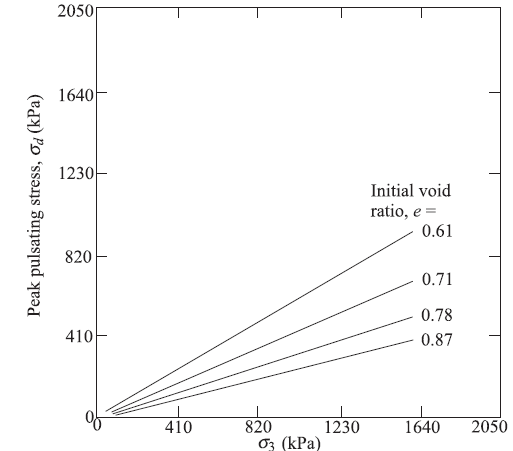 2050
1640
1230
820
410
0
Peak pulsating stress, σd (kPa)
Initial void
ratio, e =
0.61
0.71
0.78
0.87
0 410 820 1230 1640 2050
σ3 (kPa)